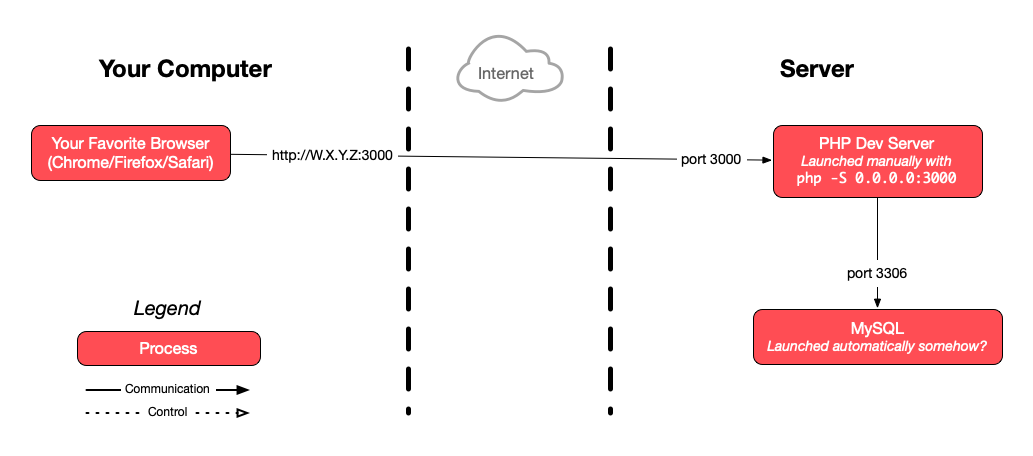 Your Computer
Internet
Server
Your Favorite Browser
(Chrome/Firefox/Safari)
http://W.X.Y.Z:3000
port 3000
PHP Dev Server
Launched manually with
php -S 0.0.0.0:3000
port 3306
MySQL
Launched automatically somehow?
Legend
Process
Communication
Control